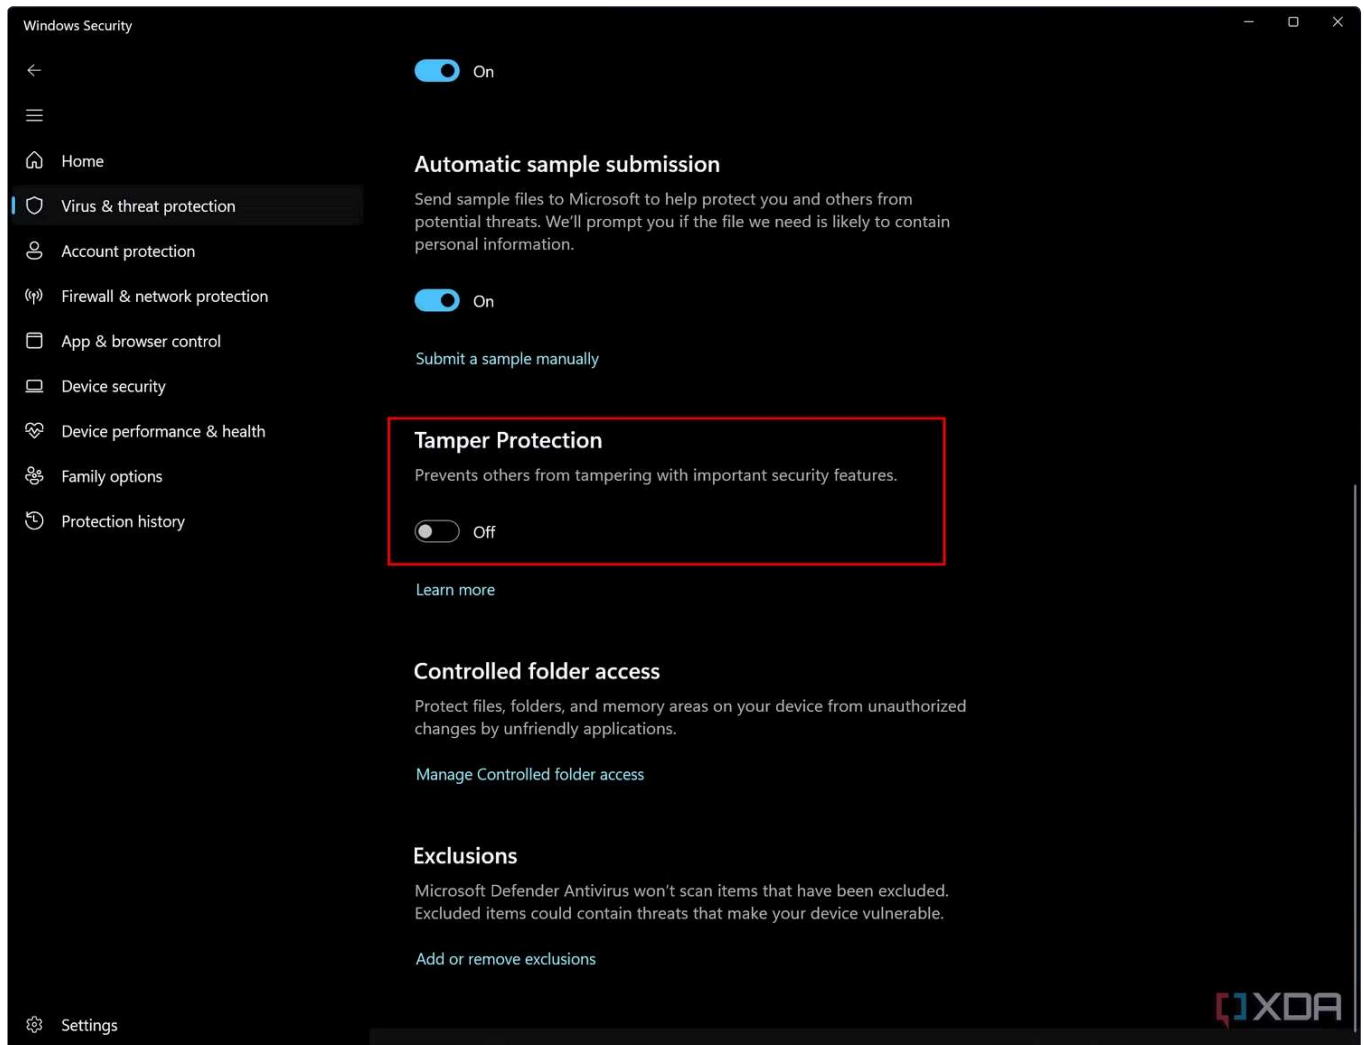 Windows Security
On
Home
Virus & threat protection
Account protection
Firewall & network protection
App & browser control
Device security
Device performance & health
Family options
Protection history
Settings
Automatic sample submission
Send sample files to Microsoft to help protect you and others from
potential threats. We'll prompt you if the file we need is likely to contain
personal information.
On
Submit a sample manually
Tamper Protection
Prevents others from tampering with important security features.
Off
Learn more
Controlled folder access
Protect files, folders, and memory areas on your device from unauthorized
changes by unfriendly applications.
Manage Controlled folder access
Exclusions
Microsoft Defender Antivirus won't scan items that have been excluded.
Excluded items could contain threats that make your device vulnerable.
Add or remove exclusions
XDA